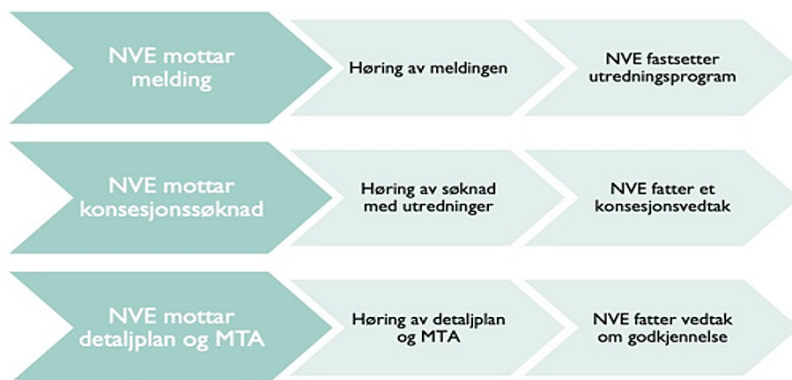 NVE mottar
melding
Høring av meldingen
NVE fastsetter
utredningsprogram
NVE mottar
konsesjonssøknad
Høring av søknad
med utredninger
NVE fatter et
konsesjonsvedtak
NVE mottar
detaljplan og MTA
Høring av detaljplan
og MTA
NVE fatter vedtak
om godkjennelse